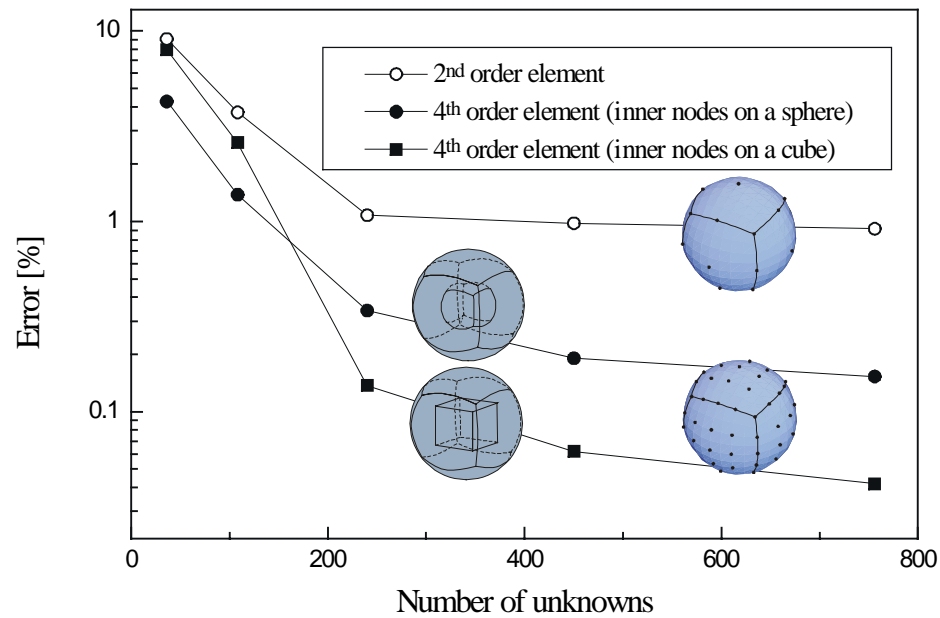 10
2nd order element
4th order element (inner nodes on a sphere)
4th order element (inner nodes on a cube)
1
Error [%]
0.1
0 200 400 600 800
Number of unknowns